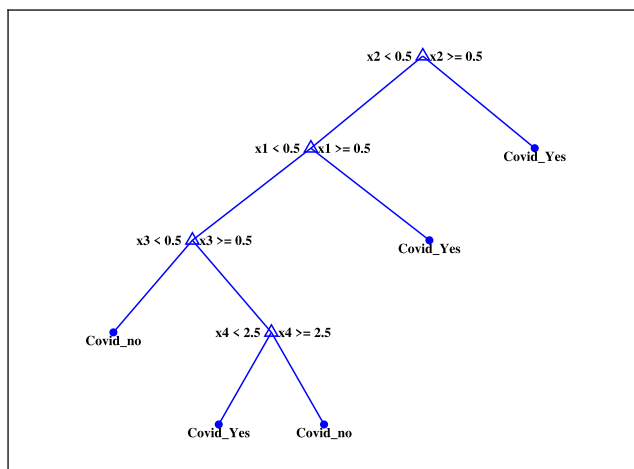 x2 < 0.5 x2 >= 0.5
x1 < 0.5 x1 >= 0.5
Covid_Yes
x3 < 0.5 x3 >= 0.5
Covid_Yes
x4 < 2.5 x4 >= 2.5
Covid_no
Covid_Yes
Covid_no